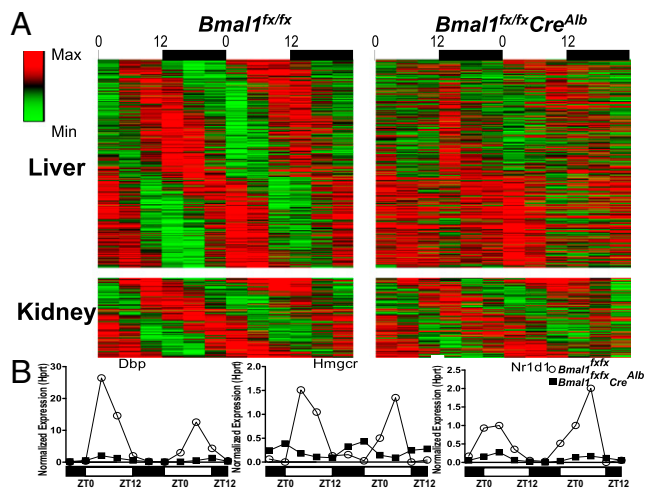 A
Bmal1fx/fx
Bmal1fx/fxCreAlb
0 12 0 12
0 12 0 12
Max
Min
Liver
Kidney
B
Dbp
Normalized Expression (Hprt)
30
20
10
0
ZT0 ZT12 ZT0 ZT12
Hmgcr
Normalized Expression (Hprt)
2.0
1.5
1.0
0.5
0.0
ZT0 ZT12 ZT0 ZT12
Nr1d1
Bmal1fxfx
Bmal1fxfxCreAlb
Normalized Expression (Hprt)
2.5
2.0
1.5
1.0
0.5
0.0
ZT0 ZT12 ZT0 ZT12